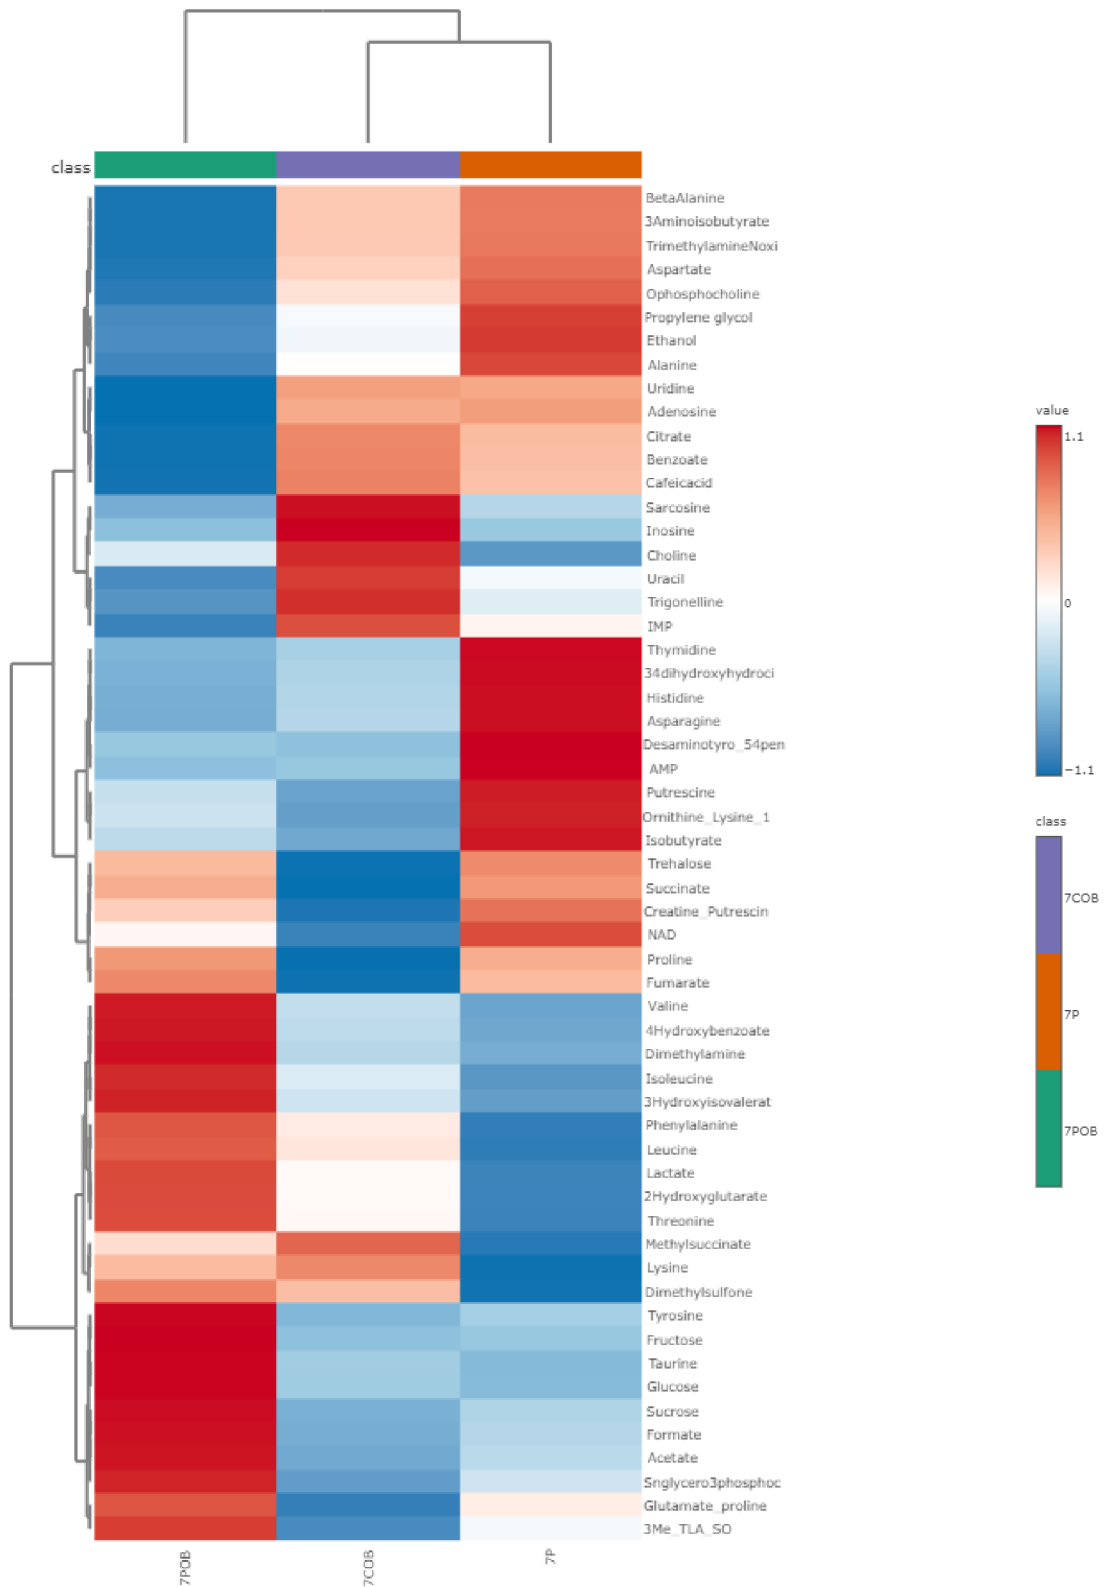 class
BetaAlanine
3Aminoisobutyrate
TrimethylamineNoxi
Aspartate
Ophosphocholine
Propylene glycol
Ethanol
Alanine
Uridine
Adenosine
Citrate
Benzoate
Cafeicacid
Sarcosine
Inosine
Choline
Uracil
Trigonelline
IMP
Thymidine
34dihydroxyhydroci
Histidine
Asparagine
Desaminotyro_54pen
AMP
Putrescine
Ornithine_Lysine_1
Isobutyrate
Trehalose
Succinate
Creatine_Putrescin
NAD
Proline
Fumarate
Valine
4Hydroxybenzoate
Dimethylamine
Isoleucine
3Hydroxyisovalerat
Phenylalanine
Leucine
Lactate
2Hydroxyglutarate
Threonine
Methylsuccinate
Lysine
Dimethylsulfone
Tyrosine
Fructose
Taurine
Glucose
Sucrose
Formate
Acetate
Snglycero3phosphoc
Glutamate_proline
3Me_TLA_SO
7POB
7COB
7P
value
1.1
0
−1.1
class
7COB
7P
7POB